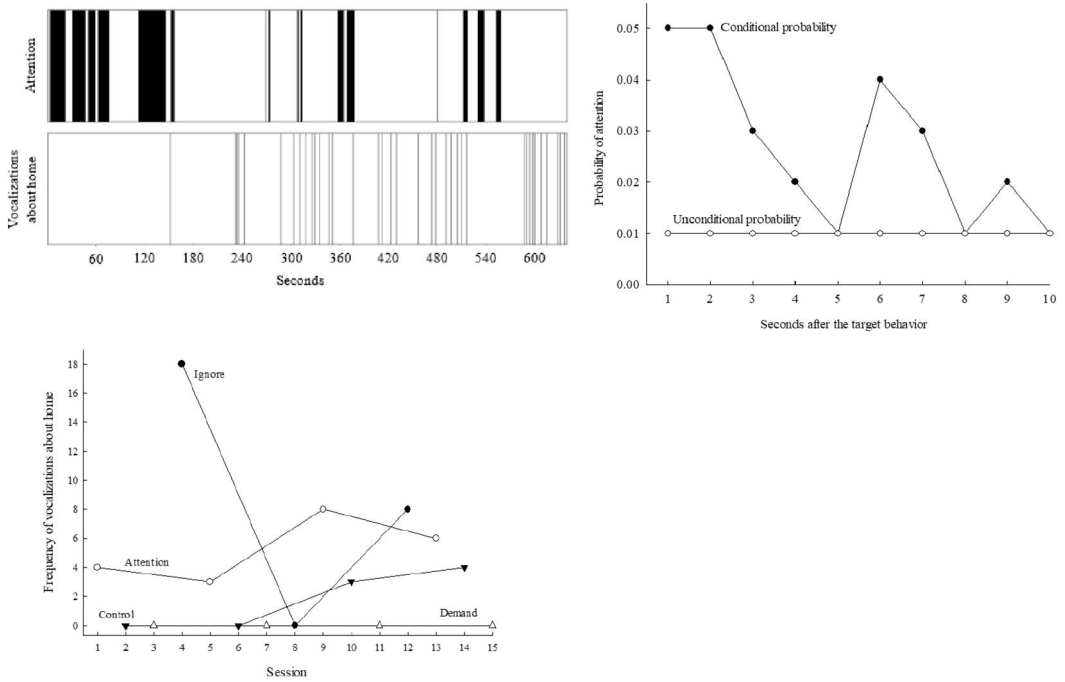 Attention
Vocalizations
about home
60 120 180 240 300 360 420 480 540 600
Seconds
Probability of attention
0.05
0.04
0.03
0.02
0.01
0.00
Conditional probability
Unconditional probability
1 2 3 4 5 6 7 8 9 10
Seconds after the target behavior
Frequency of vocalizations about home
18
16
14
12
10
8
6
4
2
0
Ignore
Attention
Control
Demand
1 2 3 4 5 6 7 8 9 10 11 12 13 14 15
Session